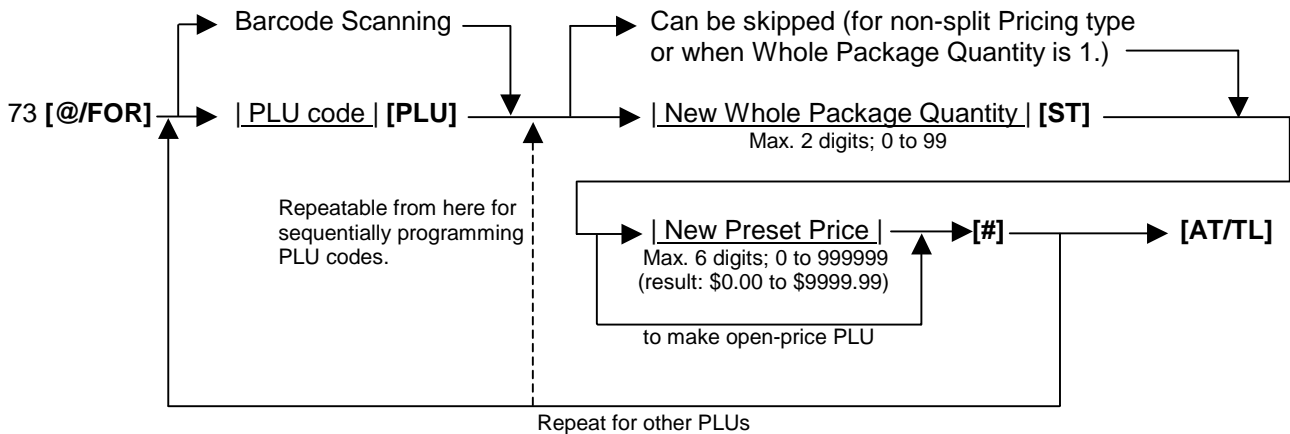 Barcode Scanning
Can be skipped (for non-split Pricing type
or when Whole Package Quantity is 1.)
73 [@/FOR]
| PLU code | [PLU]
| New Whole Package Quantity | [ST]
Max. 2 digits; 0 to 99
Repeatable from here for
sequentially programming
PLU codes.
| New Preset Price |
[#]
[AT/TL]
Max. 6 digits; 0 to 999999
(result: $0.00 to $9999.99)
to make open-price PLU
Repeat for other PLUs